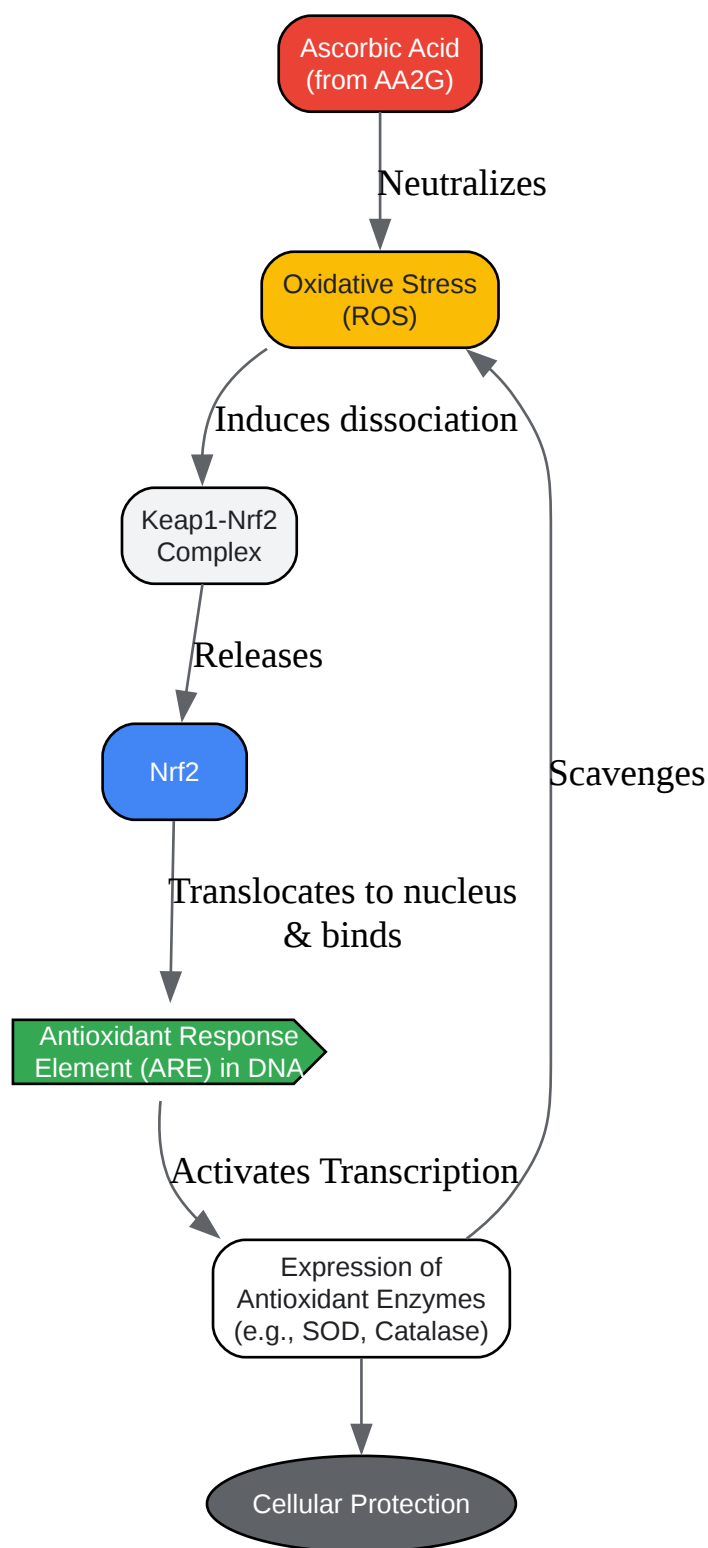 Ascorbic Acid
(from AA2G)
Neutralizes
Oxidative Stress
(ROS)
Induces dissociation
Keap1-Nrf2
Complex
Releases
Nrf2
Scavenges
Translocates to nucleus
& binds
Antioxidant Response
Element (ARE) in DNA
Activates Transcription
Expression of
Antioxidant Enzymes
(e.g., SOD, Catalase)
Cellular Protection